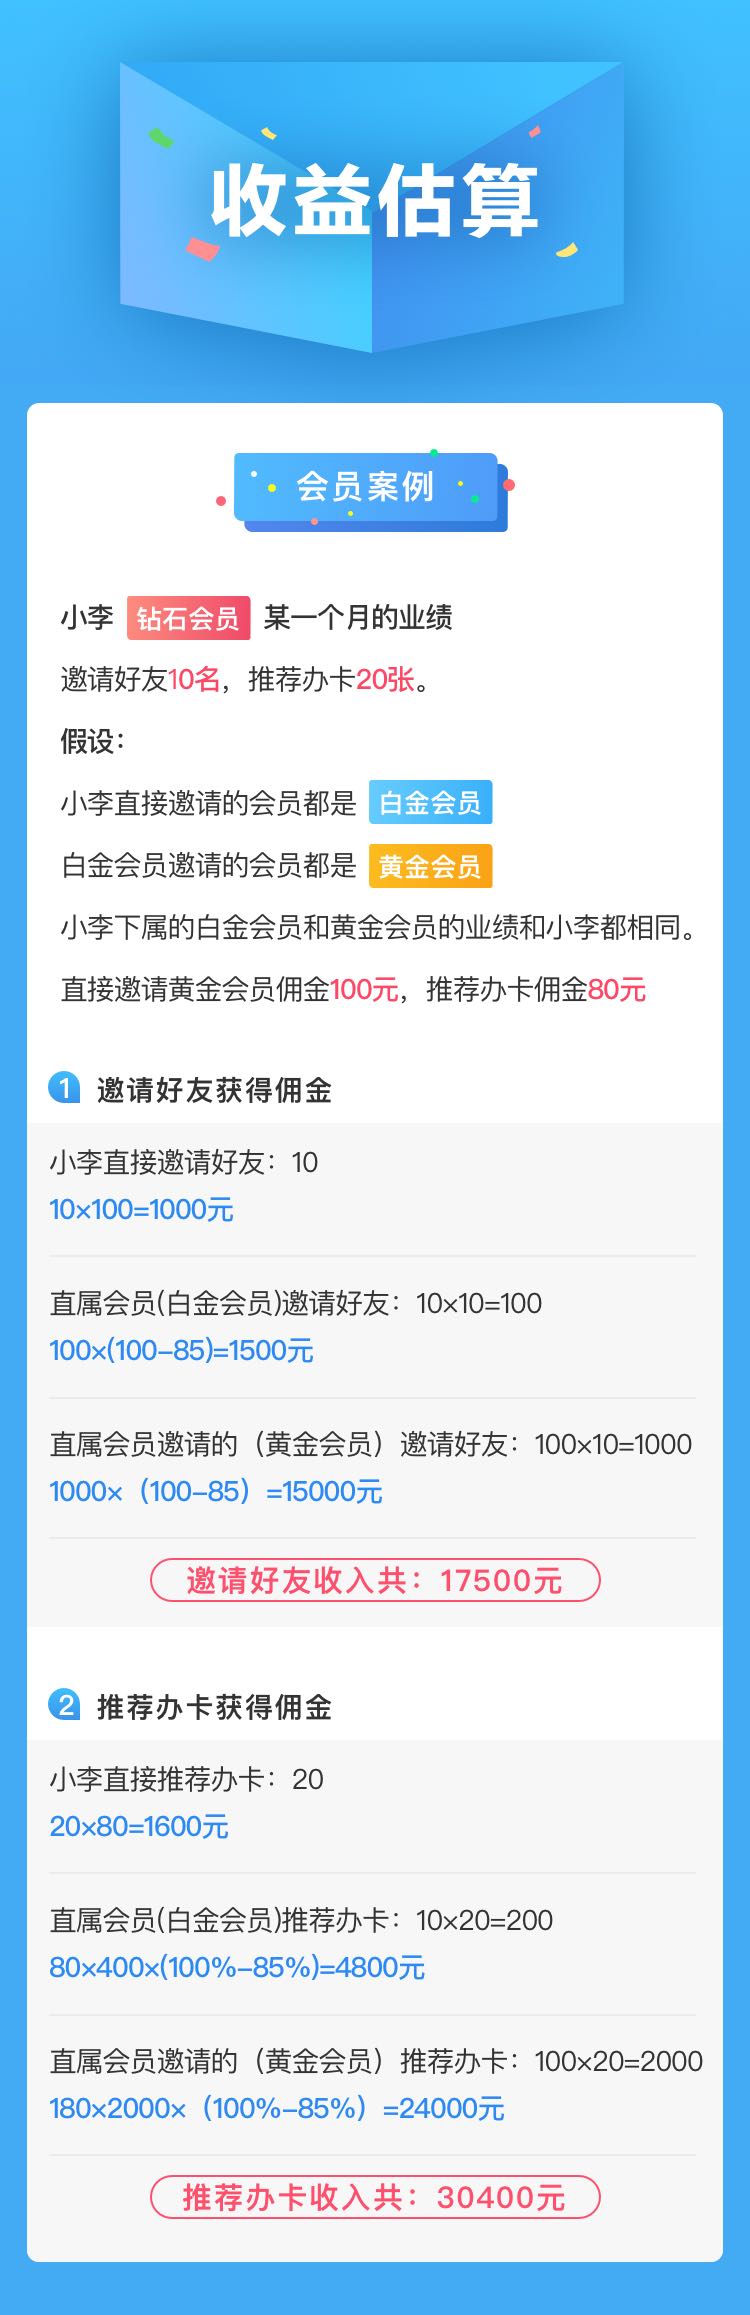 收益估算
会员案例
小李 钻石会员 某一个月的业绩
邀请好友10名，推荐办卡20张。
假设：
小李直接邀请的会员都是 白金会员
白金会员邀请的会员都是 黄金会员
小李下属的白金会员和黄金会员的业绩和小李都相同。
直接邀请黄金会员佣金100元，推荐办卡佣金80元
1 邀请好友获得佣金
小李直接邀请好友：10
10×100=1000元
直属会员(白金会员)邀请好友：10×10=100
100×(100-85)=1500元
直属会员邀请的（黄金会员）邀请好友：100×10=1000
1000×（100-85）=15000元
邀请好友收入共：17500元
2 推荐办卡获得佣金
小李直接推荐办卡：20
20×80=1600元
直属会员(白金会员)推荐办卡：10×20=200
80×400×(100%-85%)=4800元
直属会员邀请的（黄金会员）推荐办卡：100×20=2000
180×2000×（100%-85%）=24000元
推荐办卡收入共：30400元